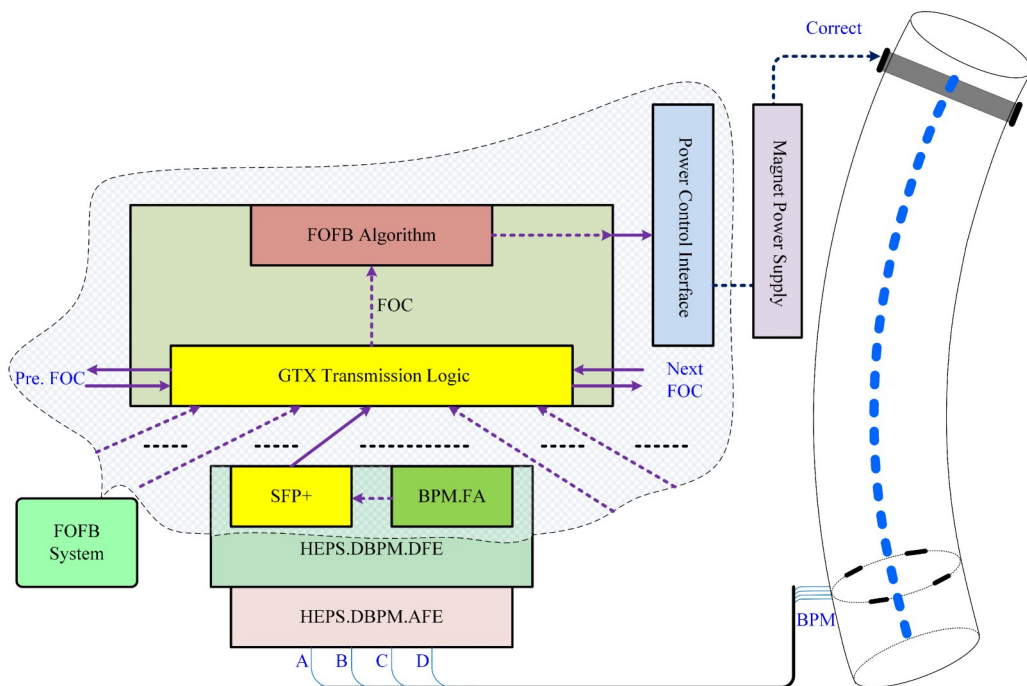 Correct
Power Control Interface
Magnet Power Supply
FOFB Algorithm
FOC
Pre. FOC
GTX Transmission Logic
Next
FOC
SFP+
BPM.FA
FOFB
System
HEPS.DBPM.DFE
HEPS.DBPM.AFE
BPM
A
B
C
D